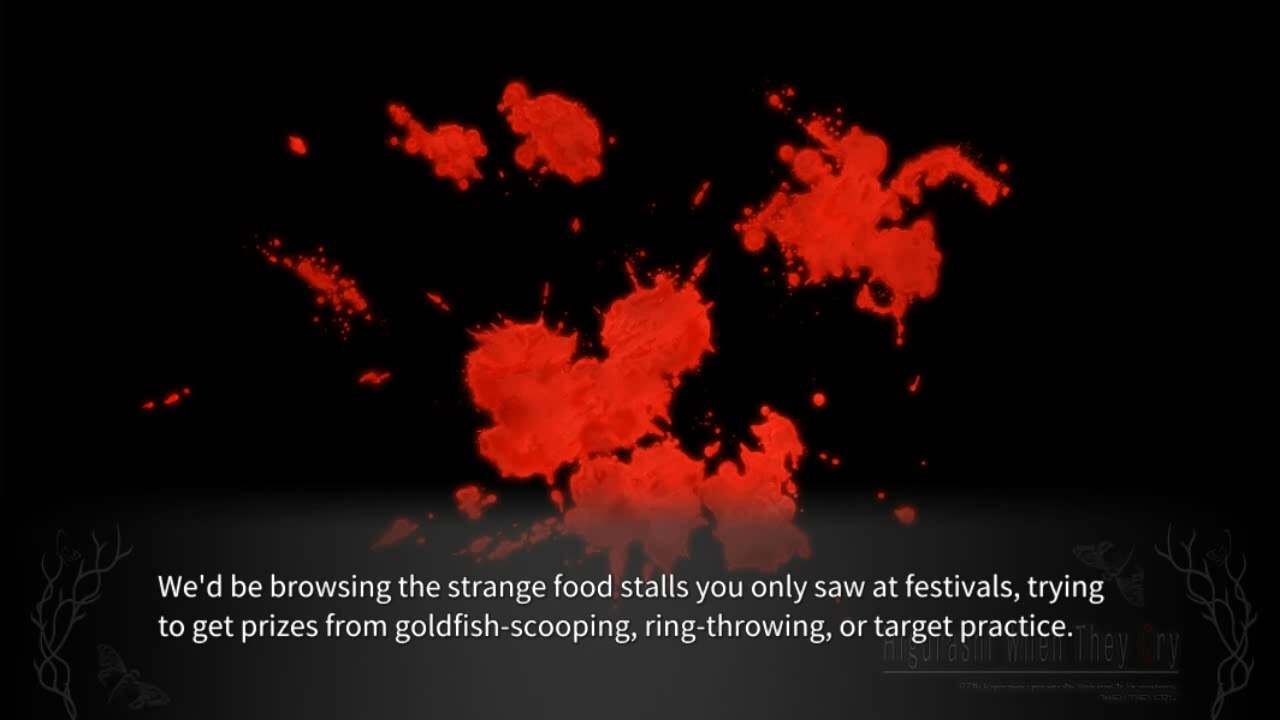 We'd be browsing the strange food stalls you only saw at festivals, trying
to get prizes from goldfish-scooping, ring-throwing, or target practice.
Higurashi When They Cry